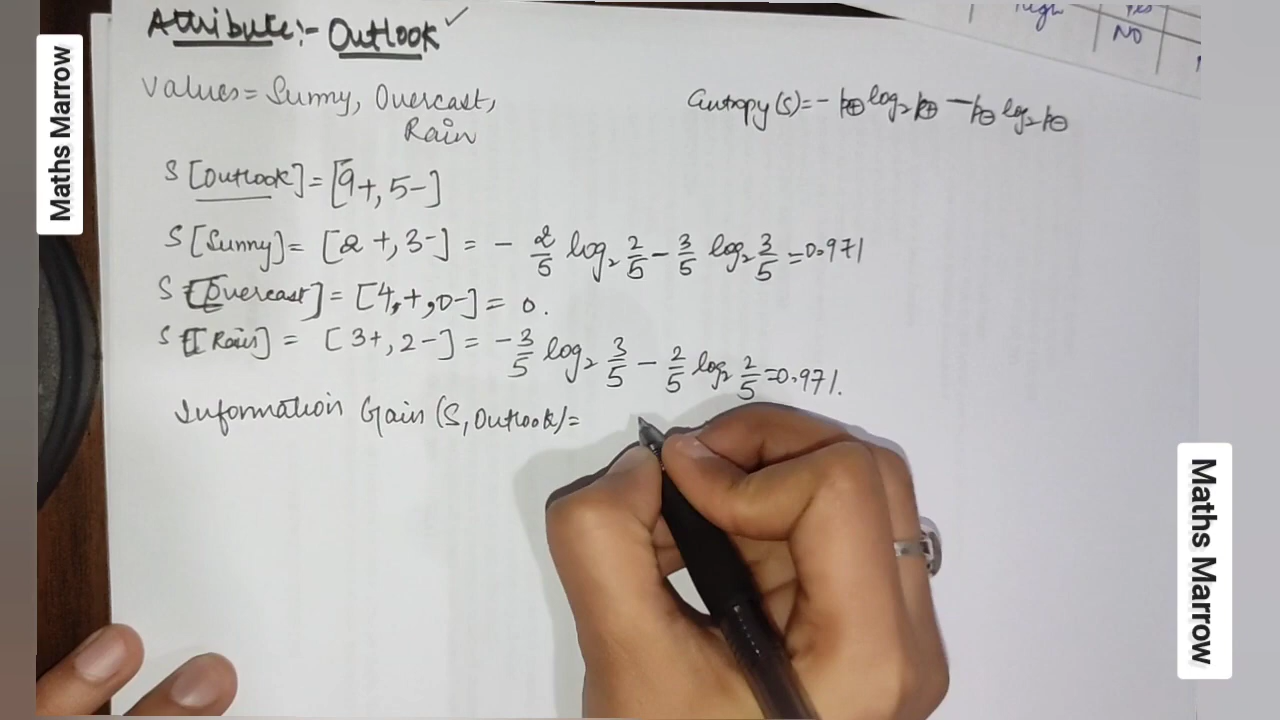 Attribute:- Outlook ✓
Values = Sunny, Overcast,
Rain
Entropy(S) = - p⊕ log₂ p⊕ - p⊖ log₂ p⊖
S [Outlook] = [9+, 5-]
S [Sunny] = [2+, 3-] = - 2/5 log₂ 2/5 - 3/5 log₂ 3/5 = 0.971
S [Overcast] = [4,+,0-] = 0.
S [Rain] = [3+, 2-] = - 3/5 log₂ 3/5 - 2/5 log₂ 2/5 = 0.971.
Information Gain (S, Outlook) =
High Yes
NO
Maths Marrow
Maths Marrow